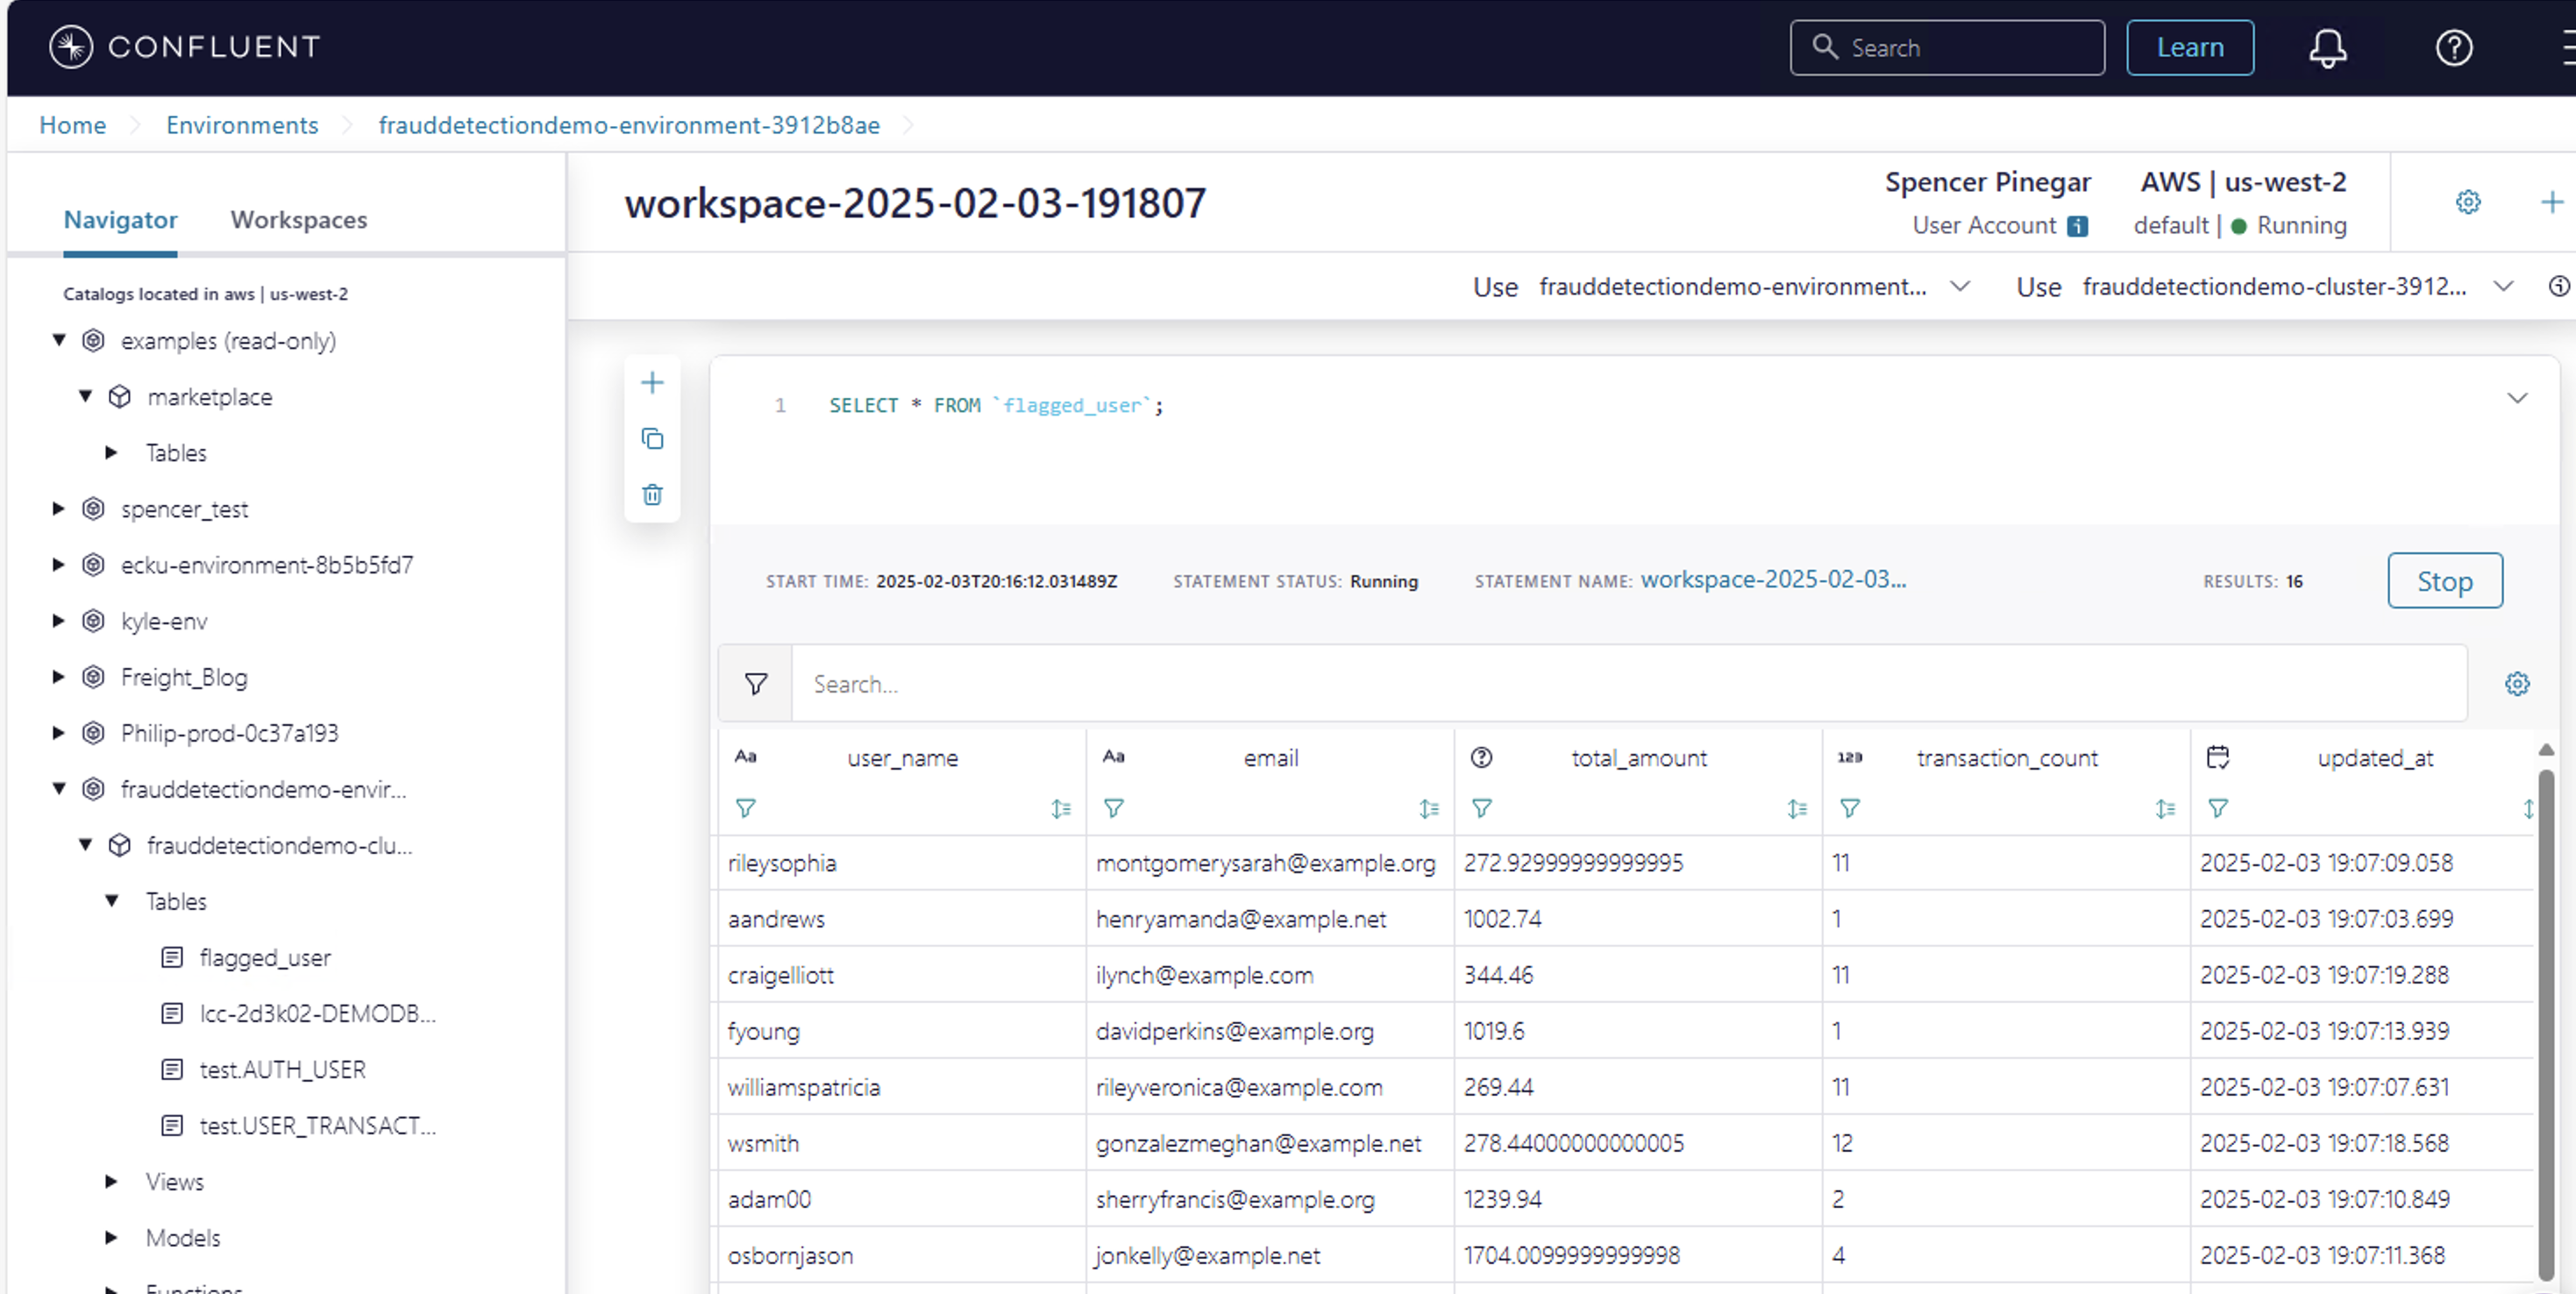 CONFLUENT
Search
Learn
Home
Environments
frauddetectiondemo-environment-3912b8ae
Navigator
Workspaces
workspace-2025-02-03-191807
Spencer Pinegar
User Account
AWS | us-west-2
default | Running
Catalogs located in aws | us-west-2
Use frauddetectiondemo-environment...
Use frauddetectiondemo-cluster-3912...
examples (read-only)
marketplace
Tables
spencer_test
ecku-environment-8b5b5fd7
kyle-env
Freight_Blog
Philip-prod-0c37a193
frauddetectiondemo-envir...
frauddetectiondemo-clu...
Tables
flagged_user
lcc-2d3k02-DEMODB...
test.AUTH_USER
test.USER_TRANSACT...
Views
Models
Functions
1 SELECT * FROM `flagged_user`;
START TIME: 2025-02-03T20:16:12.031489Z
STATEMENT STATUS: Running
STATEMENT NAME: workspace-2025-02-03...
RESULTS: 16
Stop
Search...
Aa user_name Aa email total_amount 123 transaction_count updated_at
rileysophia montgomerysarah@example.org 272.92999999999995 11 2025-02-03 19:07:09.058
aandrews henryamanda@example.net 1002.74 1 2025-02-03 19:07:03.699
craigelliott ilynch@example.com 344.46 11 2025-02-03 19:07:19.288
fyoung davidperkins@example.org 1019.6 1 2025-02-03 19:07:13.939
williamspatricia rileyveronica@example.com 269.44 11 2025-02-03 19:07:07.631
wsmith gonzalezmeghan@example.net 278.44000000000005 12 2025-02-03 19:07:18.568
adam00 sherryfrancis@example.org 1239.94 2 2025-02-03 19:07:10.849
osbornjason jonkelly@example.net 1704.0099999999998 4 2025-02-03 19:07:11.368